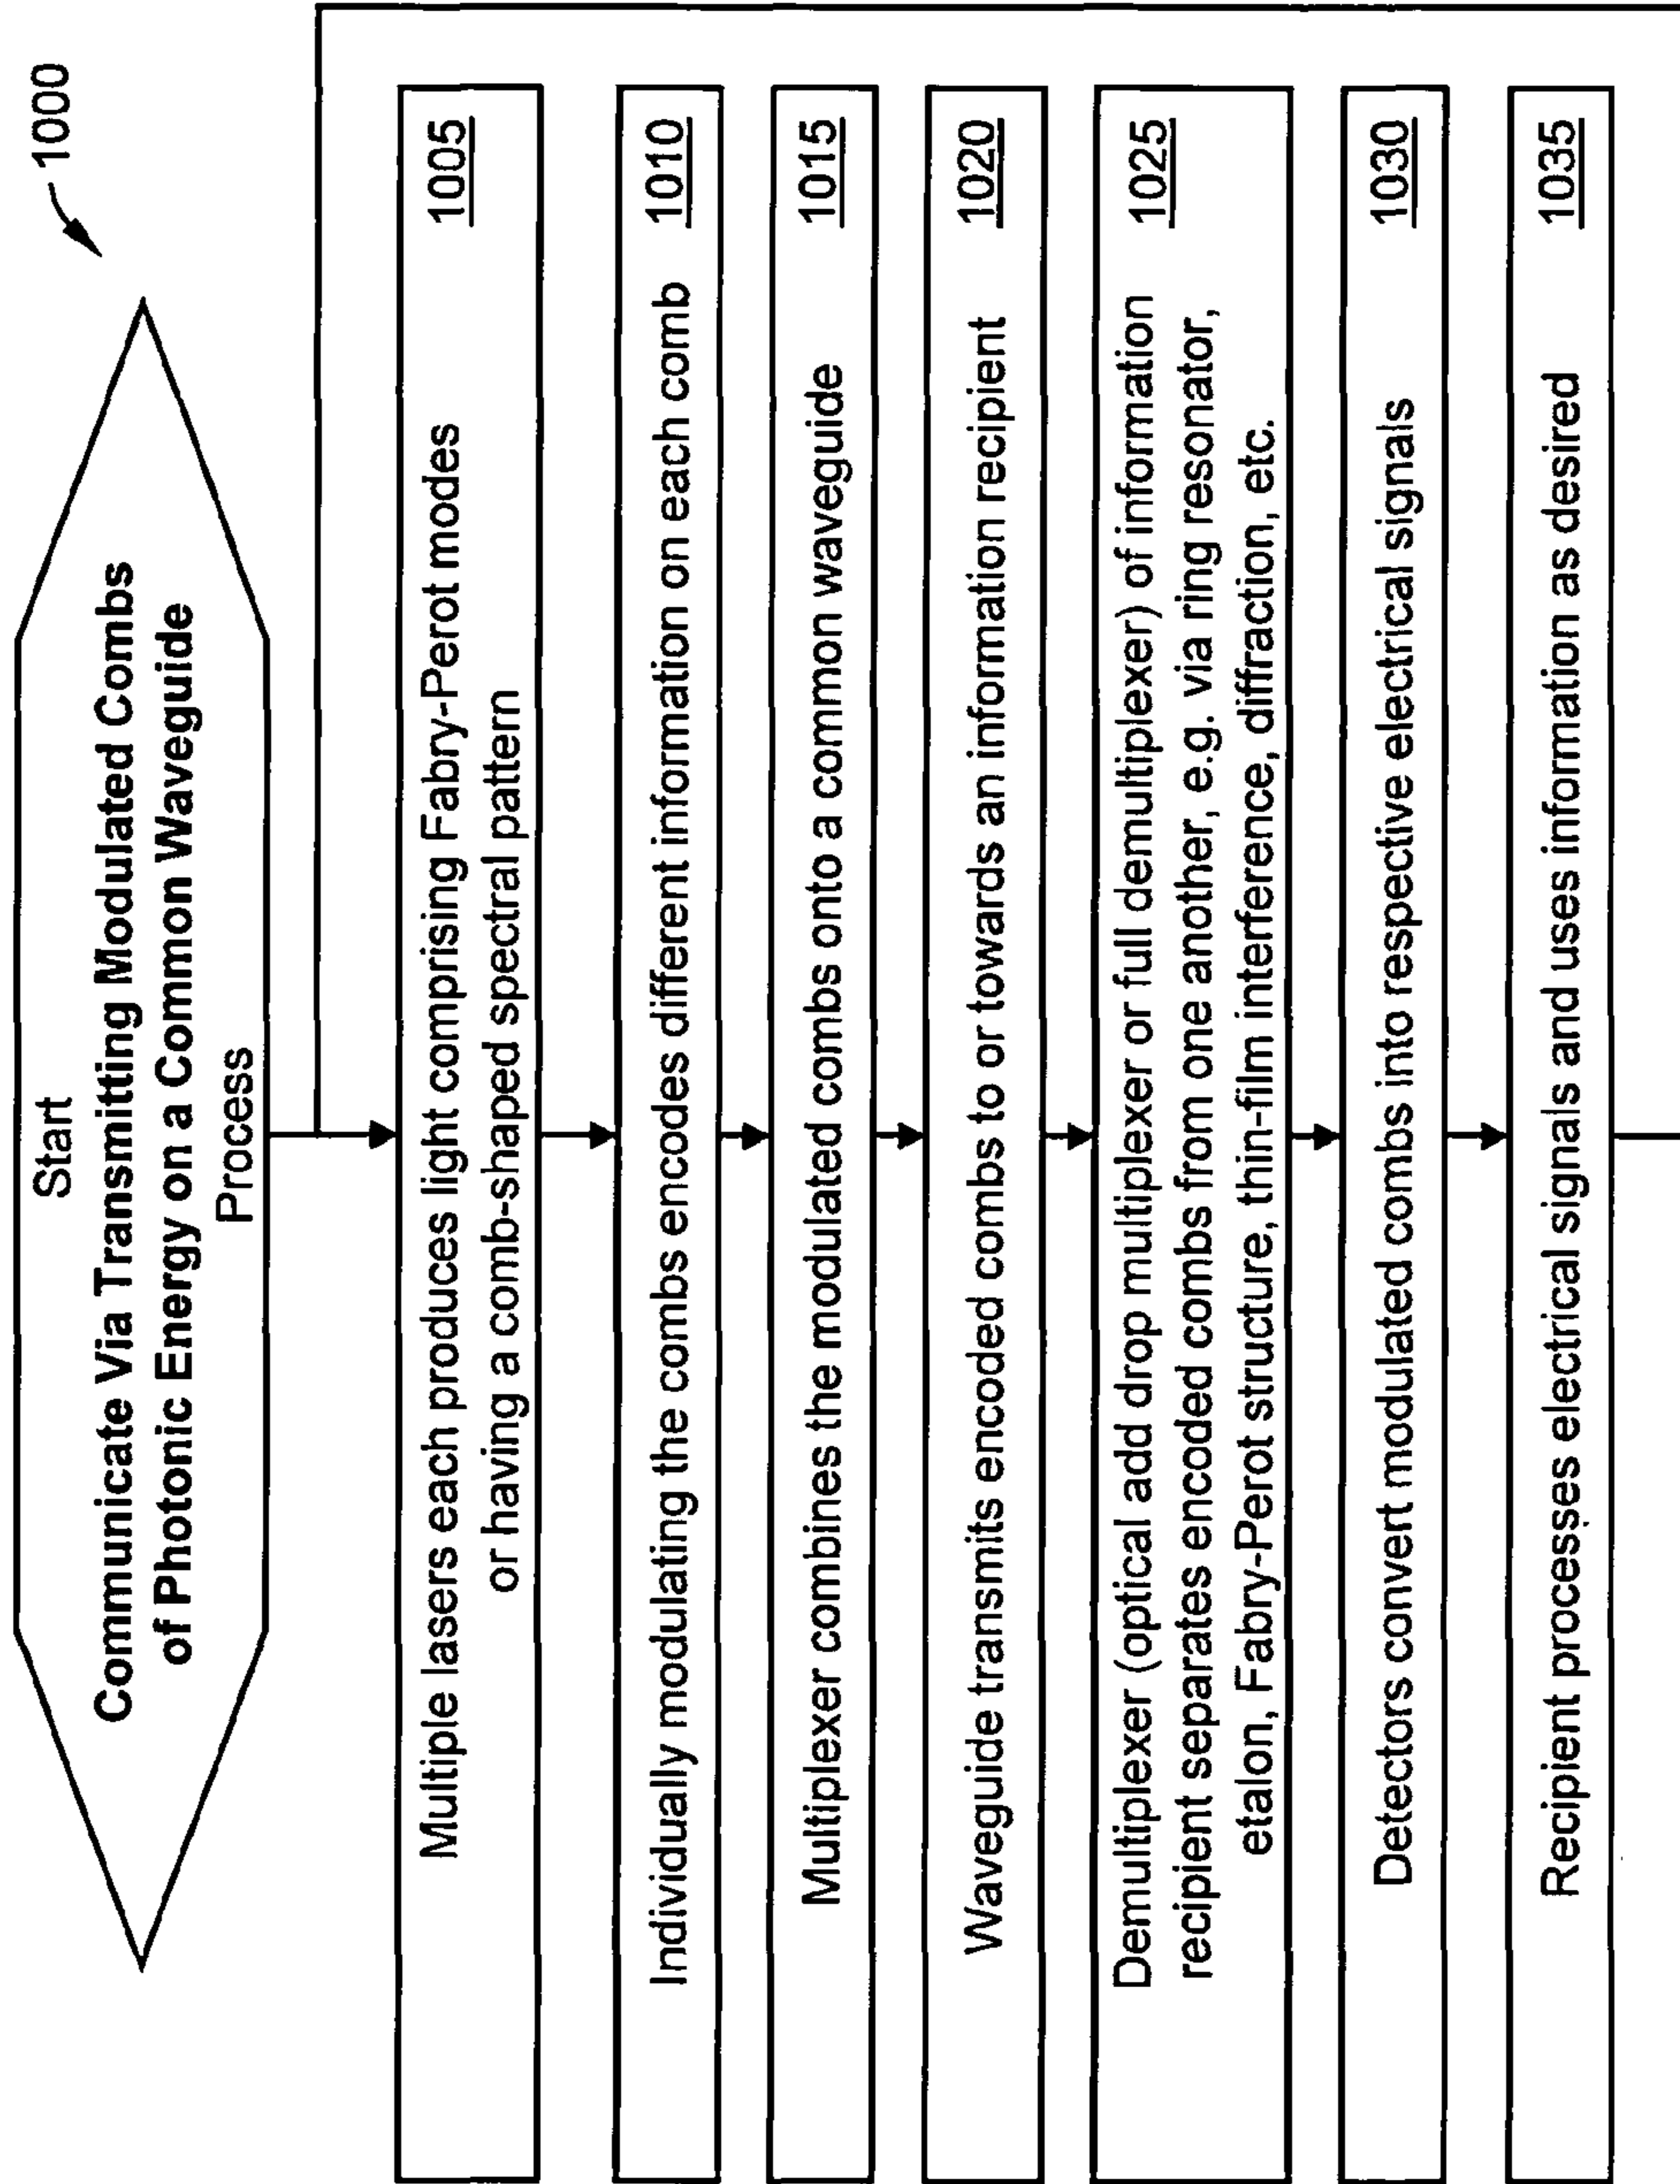 1000
Start
Communicate Via Transmitting Modulated Combs
of Photonic Energy on a Common Waveguide
Process
Multiple lasers each produces light comprising Fabry-Perot modes 1005
or having a comb-shaped spectral pattern
Individually modulating the combs encodes different information on each comb 1010
Multiplexer combines the modulated combs onto a common waveguide 1015
Waveguide transmits encoded combs to or towards an information recipient 1020
Demultiplexer (optical add drop multiplexer or full demultiplexer) of information 1025
recipient separates encoded combs from one another, e.g. via ring resonator,
etalon, Fabry-Perot structure, thin-film interference, diffraction, etc.
Detectors convert modulated combs into respective electrical signals 1030
Recipient processes electrical signals and uses information as desired 1035